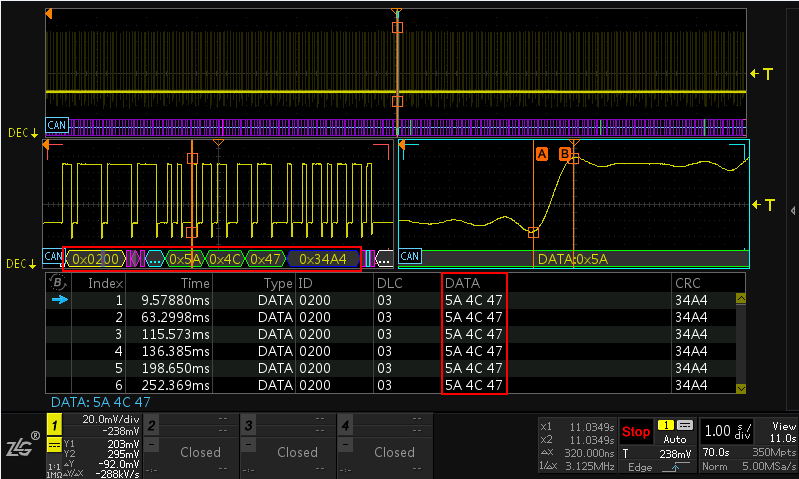 T
CAN
DEC
A B
T
CAN 0x0200 ... 0x5A 0x4C 0x47 0x34A4 ... CAN DATA:0x5A
DEC
B Index Time Type ID DLC DATA CRC
1 9.57880ms DATA 0200 03 5A 4C 47 34A4
2 63.2998ms DATA 0200 03 5A 4C 47 34A4
3 115.573ms DATA 0200 03 5A 4C 47 34A4
4 136.385ms DATA 0200 03 5A 4C 47 34A4
5 198.650ms DATA 0200 03 5A 4C 47 34A4
6 252.369ms DATA 0200 03 5A 4C 47 34A4
DATA: 5A 4C 47
ZLG®
1 20.0mV/div
-238mV
Y1 203mV
Y2 295mV
1:1 △Y -92.0mV
1MΩ △Y/△X -288kV/s
2 --
--
Closed
-:- --
3 --
--
Closed
-:- --
4 --
--
Closed
-:- --
x1 11.0349s
x2 11.0349s
△X 320.000ns
1/△X 3.125MHz
Stop 1
Auto
T 238mV
Edge
1.00 s/div View
11.0s
70.0s 350Mpts
Norm 5.00MSa/s